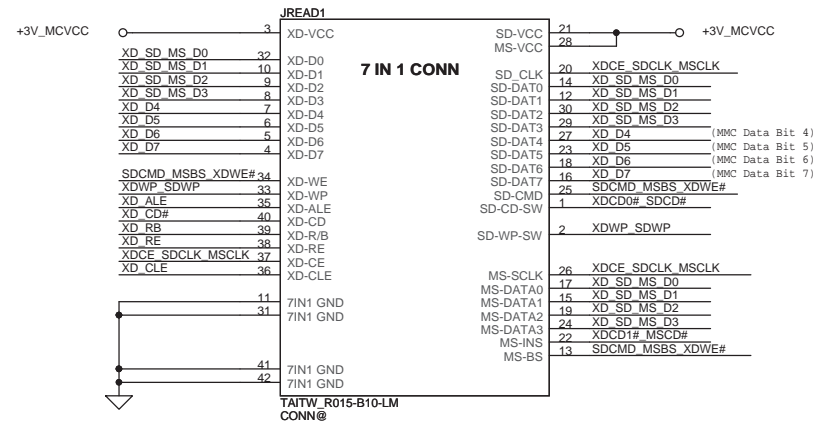 JREAD1
+3V_MCVCC 3 XD-VCC SD-VCC 21 +3V_MCVCC
MS-VCC 28
7 IN 1 CONN
XD_SD_MS_D0 32 XD-D0
XD_SD_MS_D1 10 XD-D1
XD_SD_MS_D2 9 XD-D2
XD_SD_MS_D3 8 XD-D3
XD_D4 7 XD-D4
XD_D5 6 XD-D5
XD_D6 5 XD-D6
XD_D7 4 XD-D7
SDCMD_MSBS_XDWE# 34 XD-WE
XDWP_SDWP 33 XD-WP
XD_ALE 35 XD-ALE
XD_CD# 40 XD-CD
XD_RB 39 XD-R/B
XD_RE 38 XD-RE
XDCE_SDCLK_MSCLK 37 XD-CE
XD_CLE 36 XD-CLE
11 7IN1 GND
31 7IN1 GND
41 7IN1 GND
42 7IN1 GND
SD_CLK 20 XDCE_SDCLK_MSCLK
SD-DAT0 14 XD_SD_MS_D0
SD-DAT1 12 XD_SD_MS_D1
SD-DAT2 30 XD_SD_MS_D2
SD-DAT3 29 XD_SD_MS_D3
SD-DAT4 27 XD_D4 (MMC Data Bit 4)
SD-DAT5 23 XD_D5 (MMC Data Bit 5)
SD-DAT6 18 XD_D6 (MMC Data Bit 6)
SD-DAT7 16 XD_D7 (MMC Data Bit 7)
SD-CMD 25 SDCMD_MSBS_XDWE#
SD-CD-SW 1 XDCD0#_SDCD#
SD-WP-SW 2 XDWP_SDWP
MS-SCLK 26 XDCE_SDCLK_MSCLK
MS-DATA0 17 XD_SD_MS_D0
MS-DATA1 15 XD_SD_MS_D1
MS-DATA2 19 XD_SD_MS_D2
MS-DATA3 24 XD_SD_MS_D3
MS-INS 22 XDCD1#_MSCD#
MS-BS 13 SDCMD_MSBS_XDWE#
TAITW_R015-B10-LM
CONN@